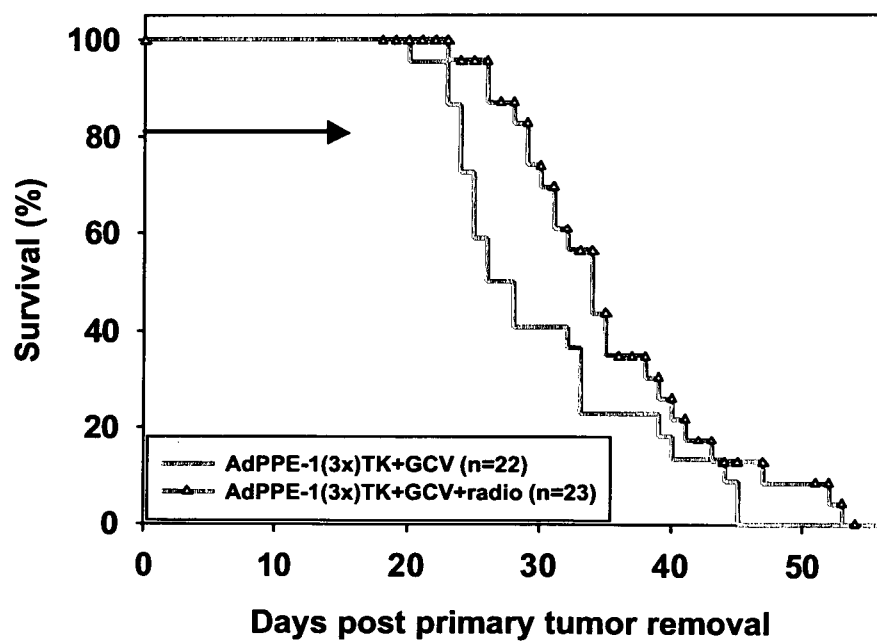 Survival (%)
100
80
60
40
20
0
AdPPE-1(3x)TK+GCV (n=22)
AdPPE-1(3x)TK+GCV+radio (n=23)
0 10 20 30 40 50
Days post primary tumor removal